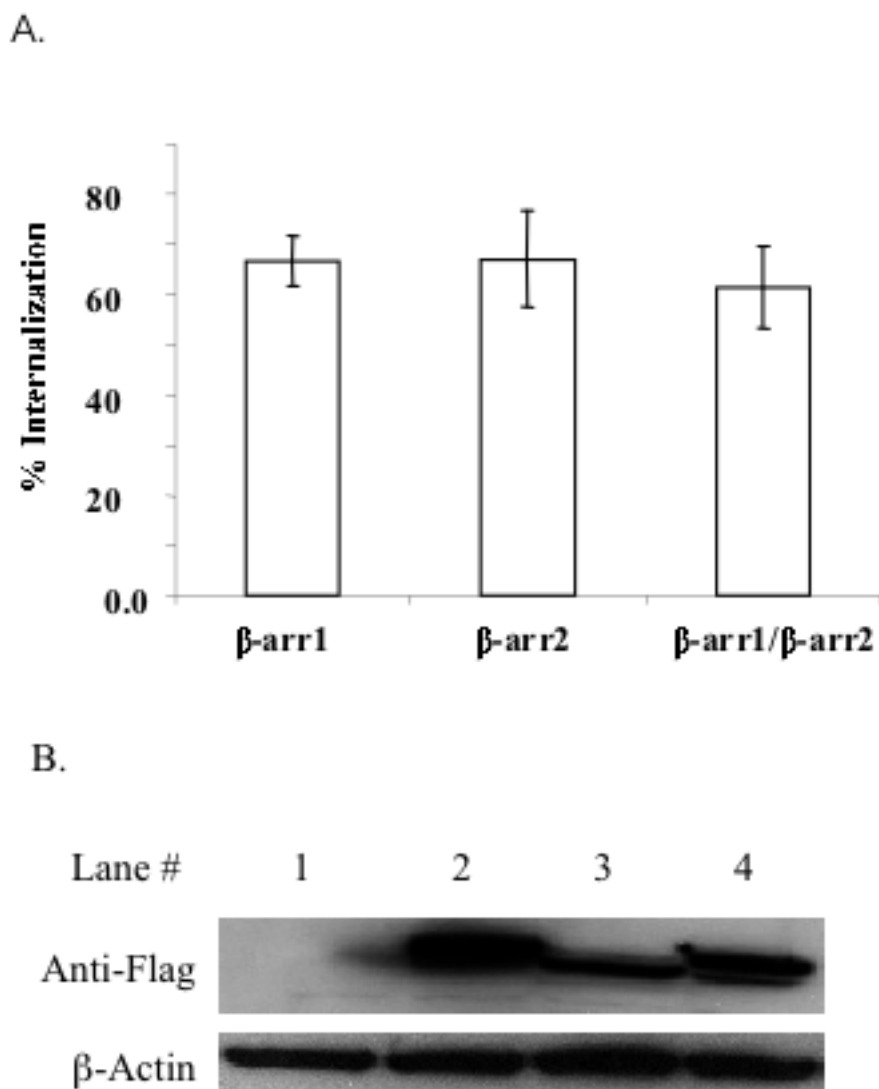 A.
% Internalization
80
60
40
20
0.0
β-arr1 β-arr2 β-arr1/β-arr2
B.
Lane # 1 2 3 4
Anti-Flag
β-Actin